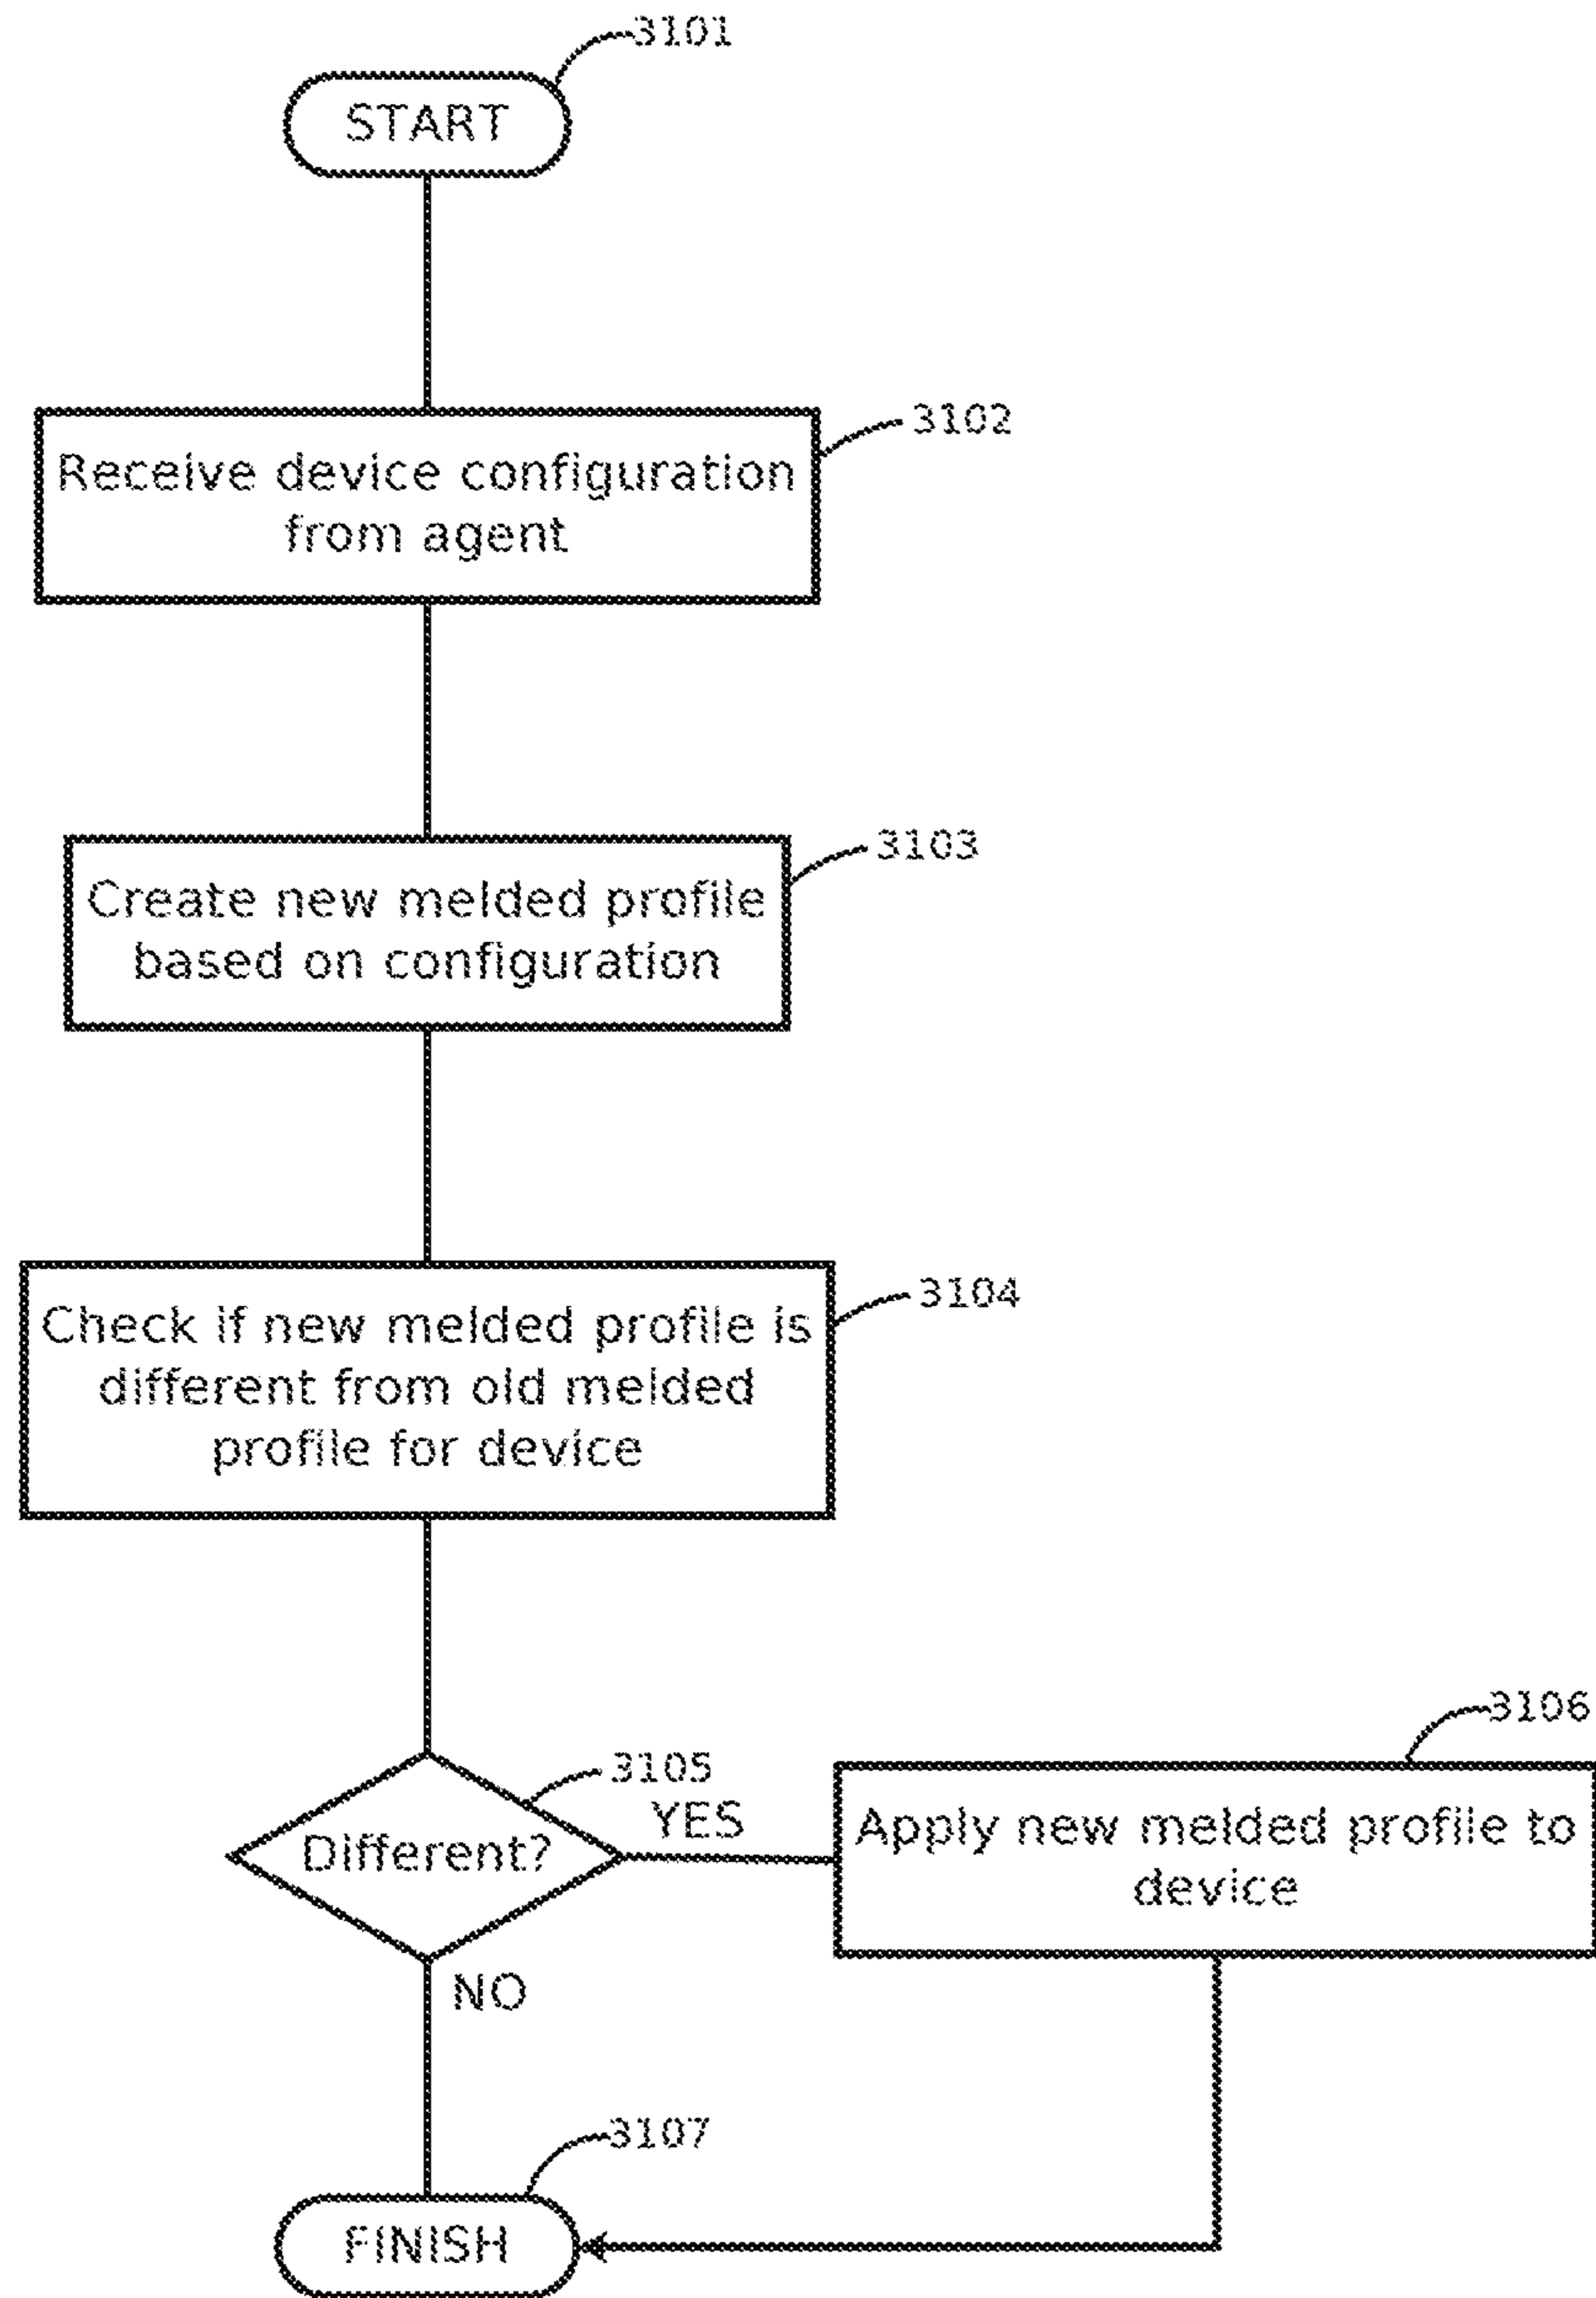 3101
START
3102
Receive device configuration
from agent
3103
Create new melded profile
based on configuration
3104
Check if new melded profile is
different from old melded
profile for device
3105
Different?
YES
3106
Apply new melded profile to
device
NO
3107
FINISH